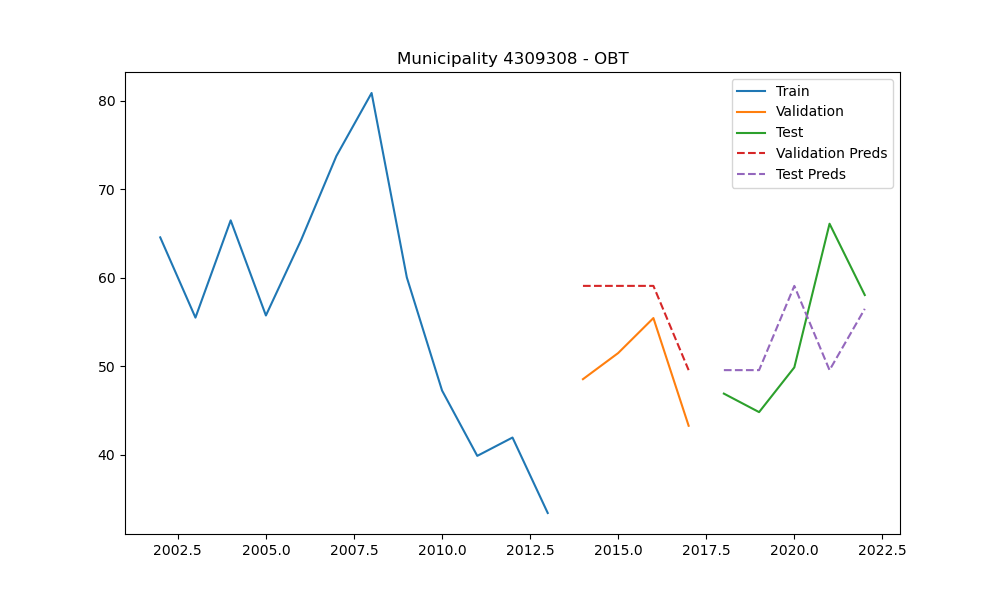 Municipality 4309308 - OBT
Train
Validation
Test
Validation Preds
Test Preds
80
70
60
50
40
2002.5 2005.0 2007.5 2010.0 2012.5 2015.0 2017.5 2020.0 2022.5